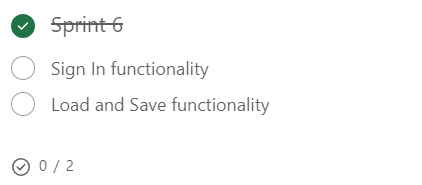 Sprint 6
Sign In functionality
Load and Save functionality
0 / 2